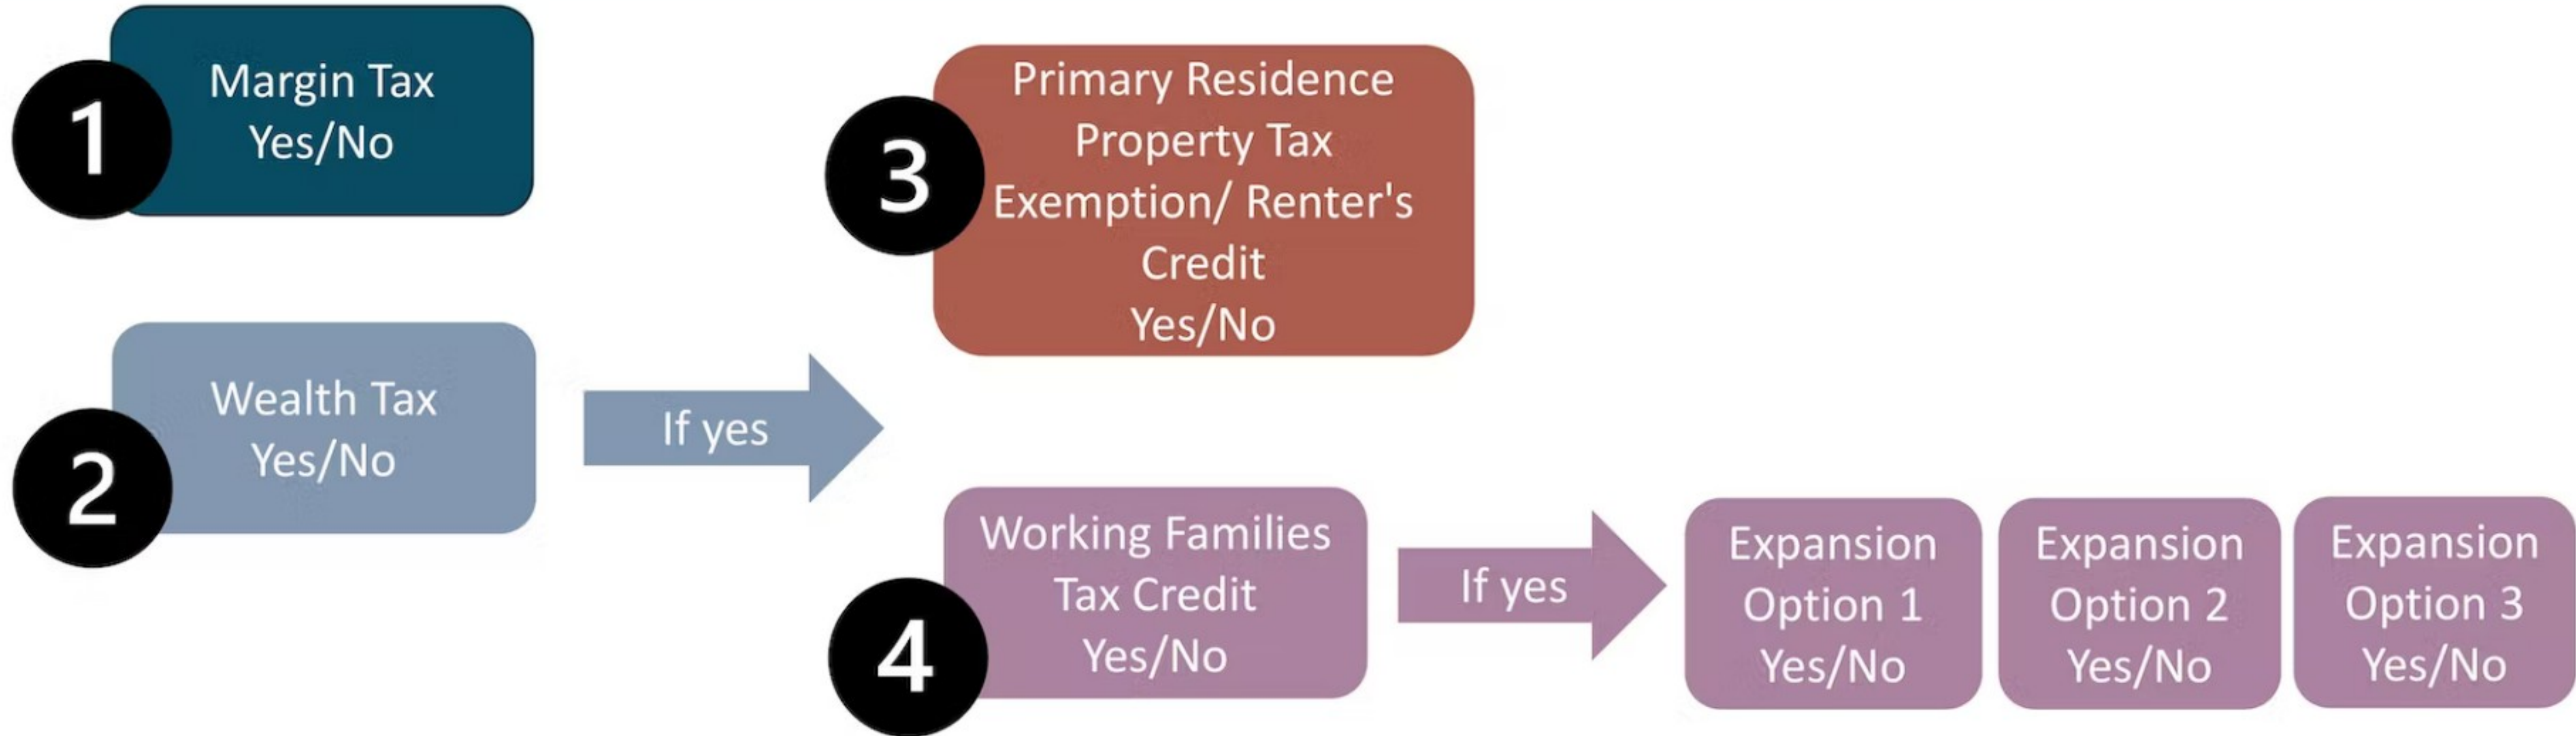 1
Margin Tax
Yes/No
2
Wealth Tax
Yes/No
If yes
3
Primary Residence
Property Tax
Exemption/ Renter's
Credit
Yes/No
4
Working Families
Tax Credit
Yes/No
If yes
Expansion
Option 1
Yes/No
Expansion
Option 2
Yes/No
Expansion
Option 3
Yes/No